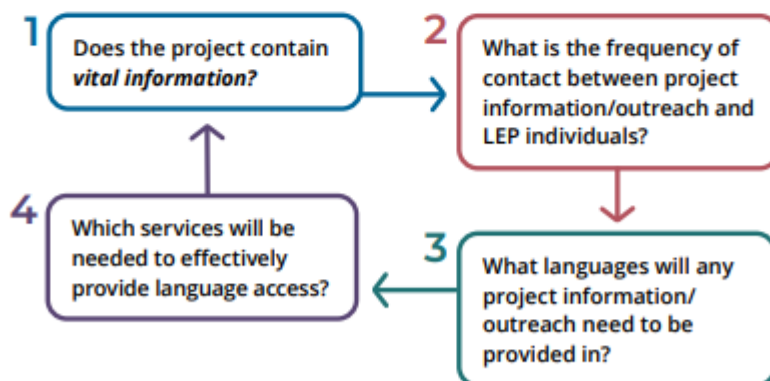 1
Does the project contain
vital information?
2
What is the frequency of
contact between project
information/outreach and
LEP individuals?
3
What languages will any
project information/
outreach need to be
provided in?
4
Which services will be
needed to effectively
provide language access?